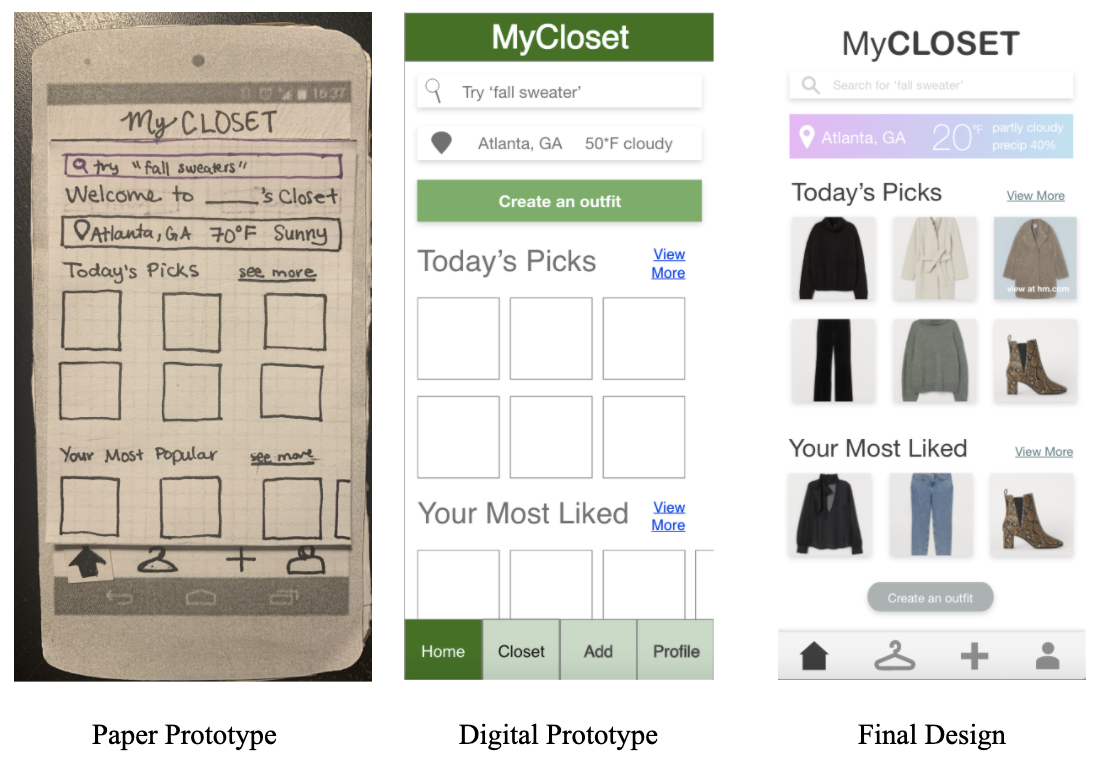 My CLOSET
16:37
try "fall sweaters"
Welcome to ____'s Closet
Atlanta, GA 70°F Sunny
Today's Picks see more
Your Most Popular see more
Paper Prototype
MyCloset
Try ‘fall sweater’
Atlanta, GA 50*F cloudy
Create an outfit
Today’s Picks View
More
Your Most Liked View
More
Home Closet Add Profile
Digital Prototype
MyCLOSET
Search for ‘fall sweater’
Atlanta, GA 20°F partly cloudy
precip 40%
Today’s Picks View More
view at hm.com
Your Most Liked View More
Create an outfit
Final Design